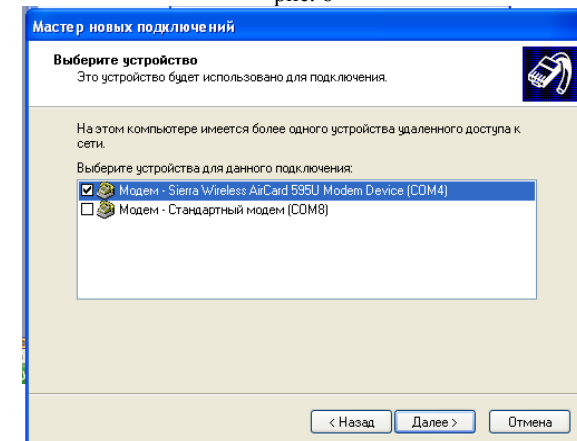 Мастер новых подключений
Выберите устройство
Это устройство будет использовано для подключения.
На этом компьютере имеется более одного устройства удаленного доступа к
сети.
Выберите устройства для данного подключения:
Модем - Sierra Wireless AirCard 595U Modem Device (COM4)
Модем - Стандартный модем (COM8)
< Назад Далее > Отмена